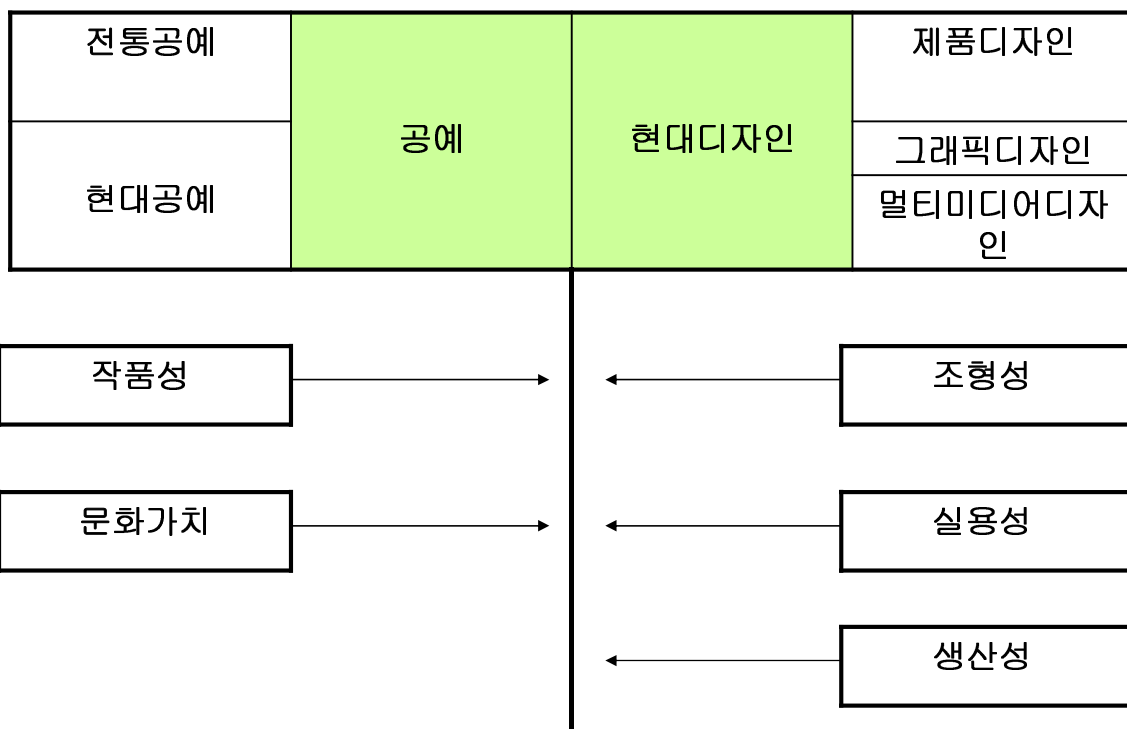 전통공예
제품디자인
공예
현대디자인
그래픽디자인
현대공예
멀티미디어디자
인
작품성
조형성
문화가치
실용성
생산성